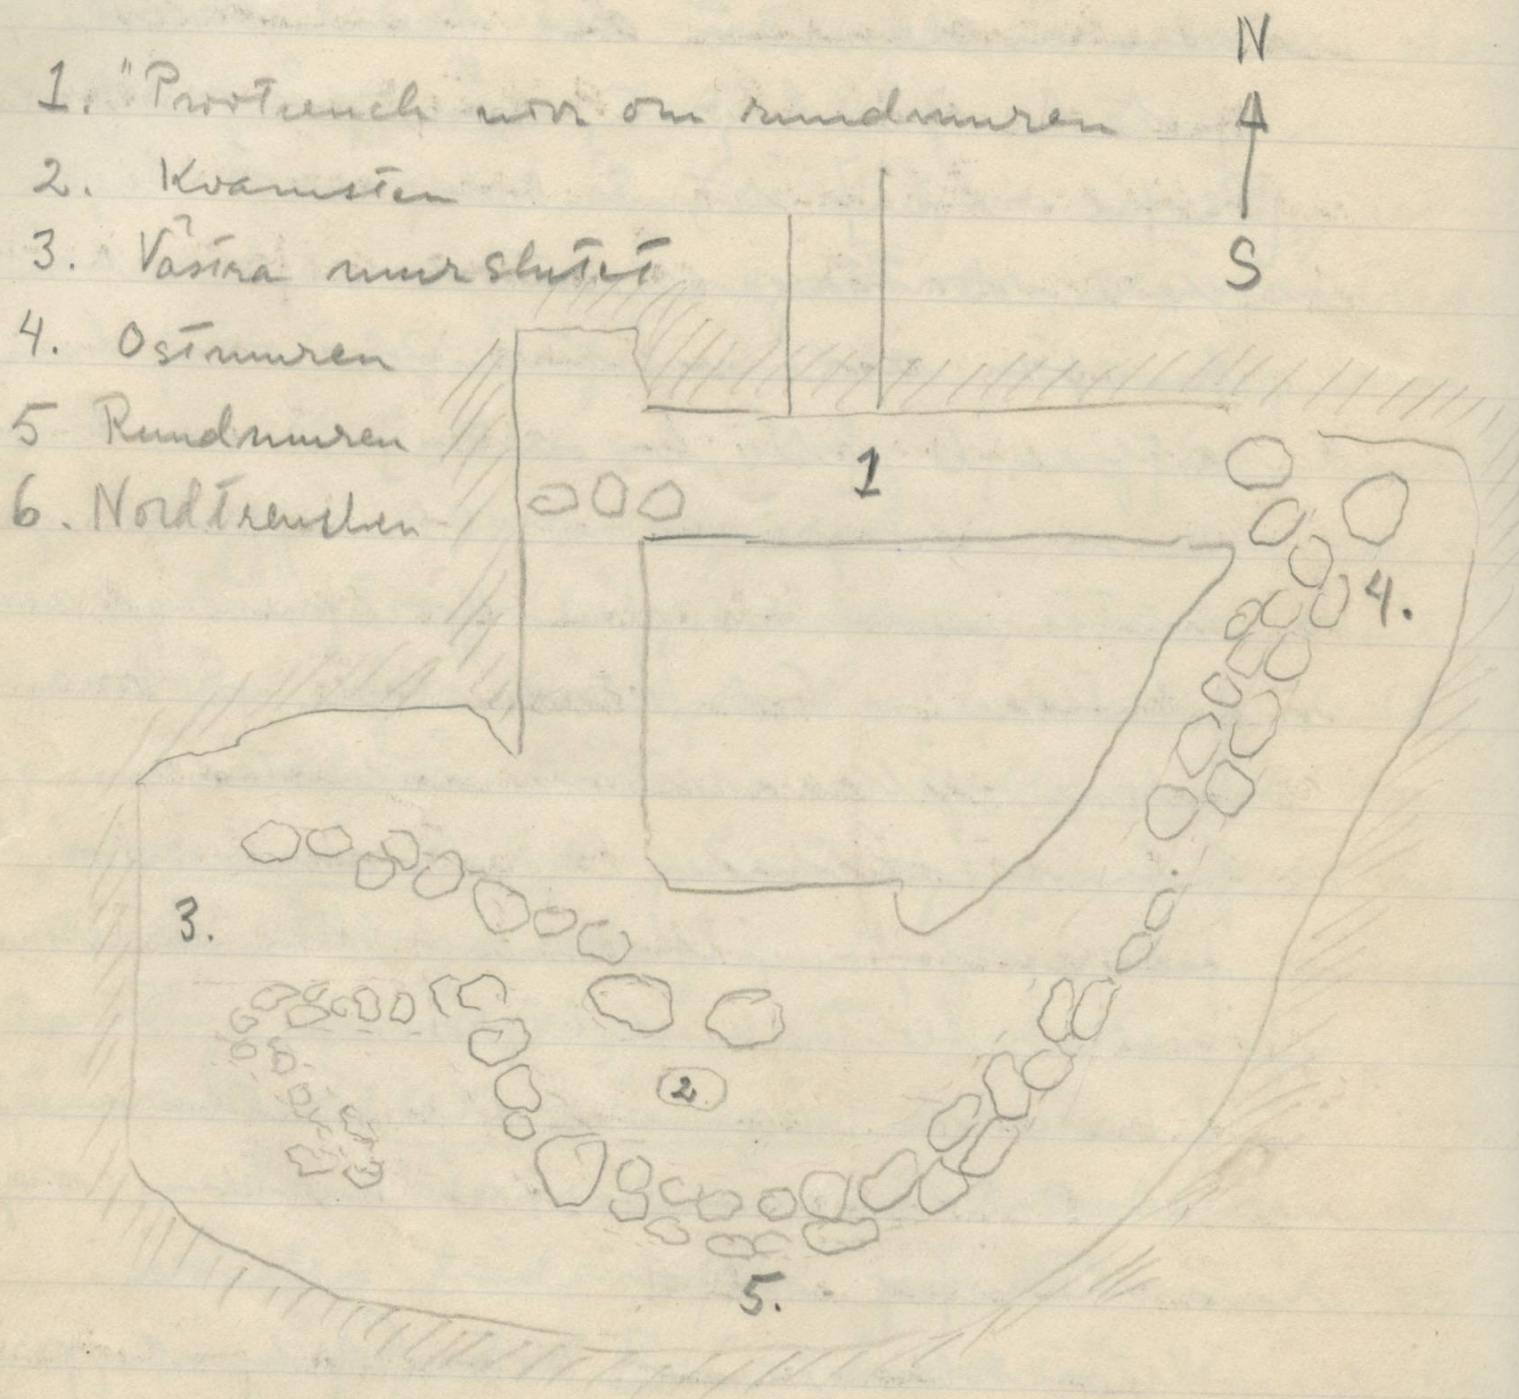 N
1. "Provtrench norr om rundmuren
2. Kvarnsten
3. Västra murslutet
S
4. Ostmuren
5 Rundmuren
6. Nordtrenchen
1
4.
3.
2
5.